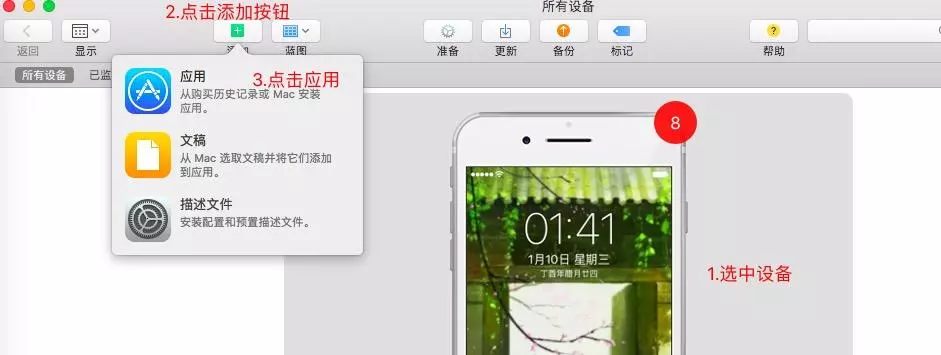 所有设备
2.点击添加按钮
返回
显示
蓝图
准备
更新
备份
标记
帮助
所有设备
应用
3.点击应用
从购买历史记录或 Mac 安装
应用。
文稿
从 Mac 选取文稿并将它们添加
到应用。
描述文件
安装配置和预置描述文件。
8
01:41
1月10日 星期三
丁酉年腊月廿四
1.选中设备